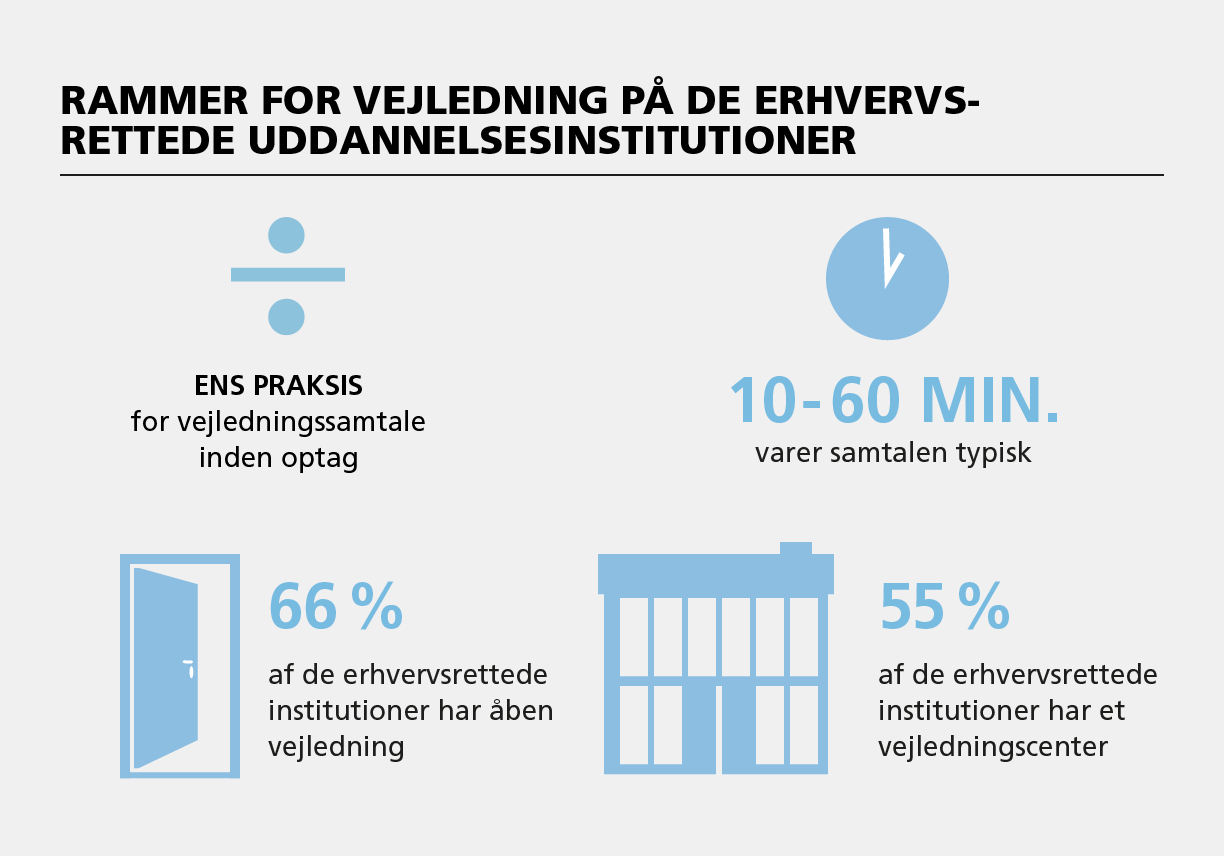 RAMMER FOR VEJLEDNING PÅ DE ERHVERVS-
RETTEDE UDDANNELSESINSTITUTIONER
ENS PRAKSIS
for vejledningssamtale
inden optag
10-60 MIN.
varer samtalen typisk
66 %
af de erhvervsrettede
institutioner har åben
vejledning
55 %
af de erhvervsrettede
institutioner har et
vejledningscenter